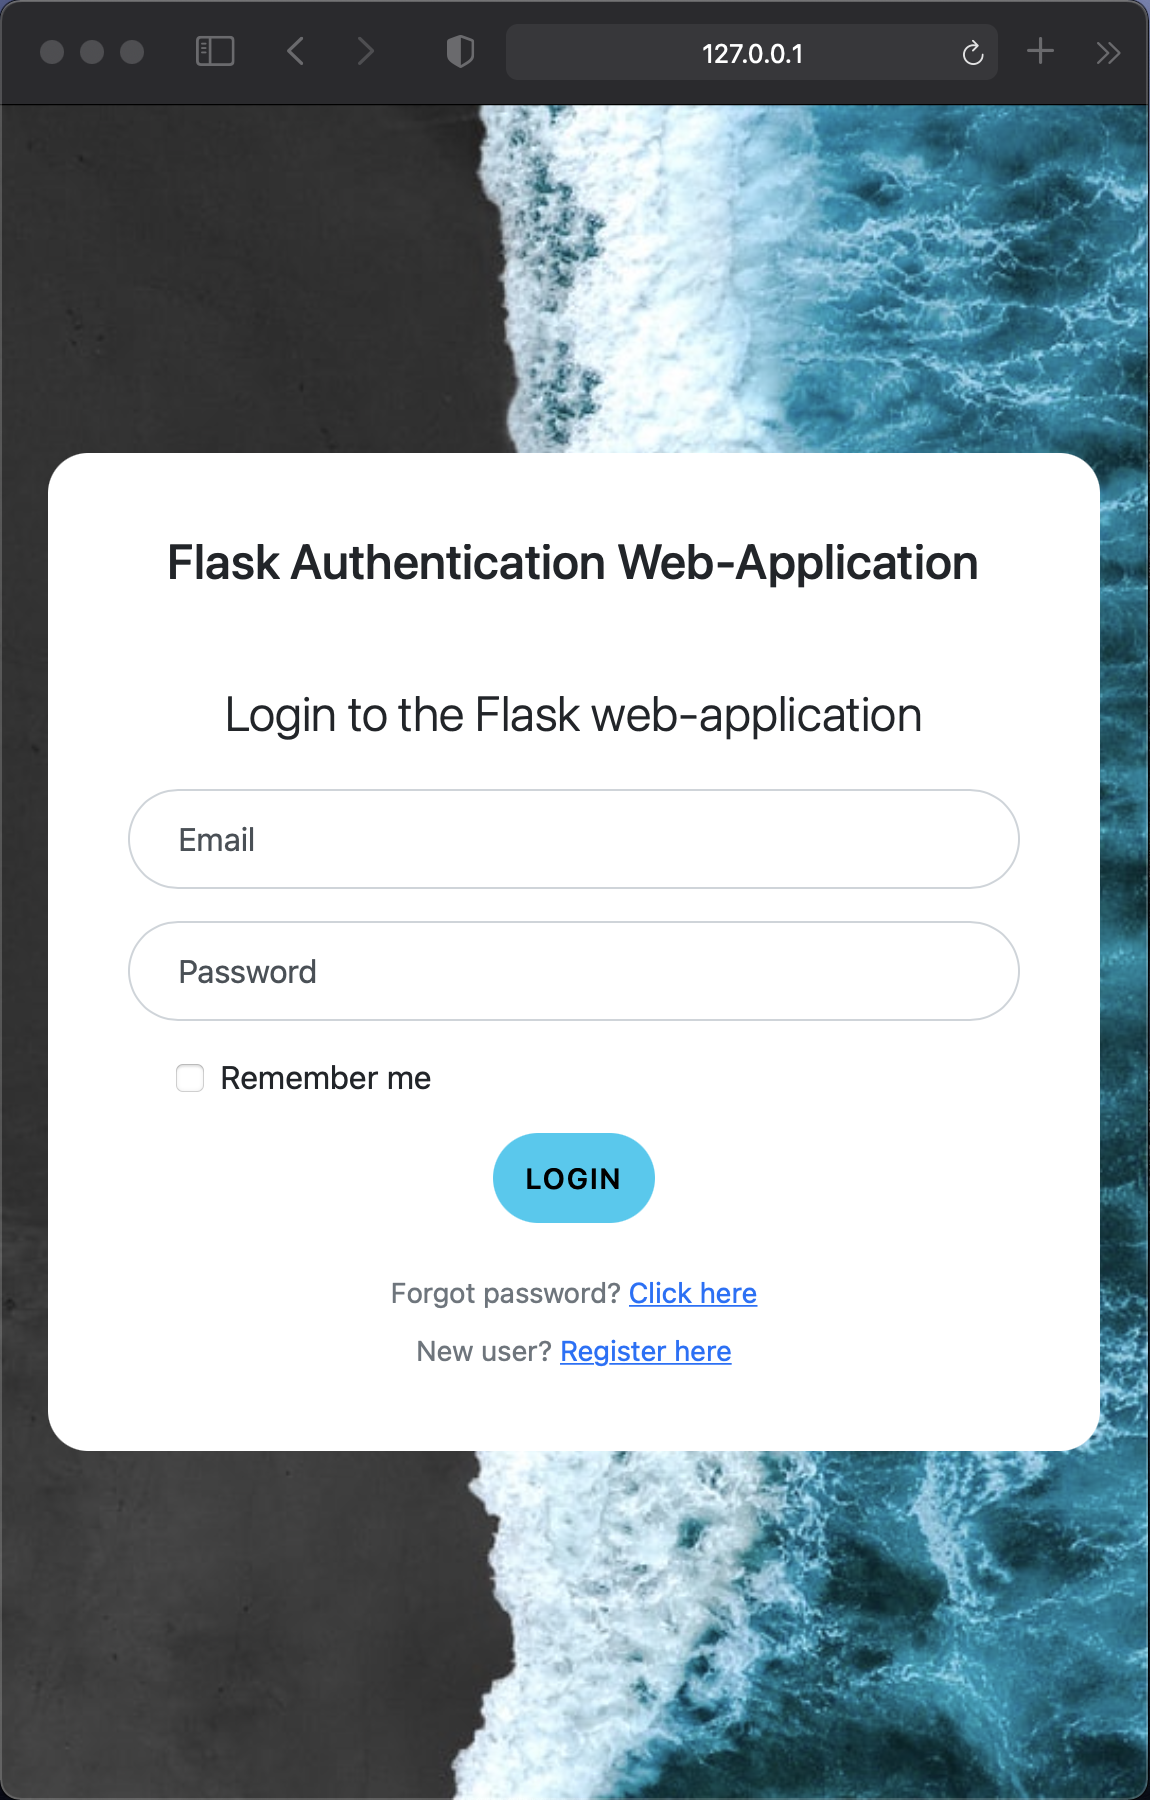 127.0.0.1
Flask Authentication Web-Application
Login to the Flask web-application
Email
Password
Remember me
LOGIN
Forgot password? Click here
New user? Register here